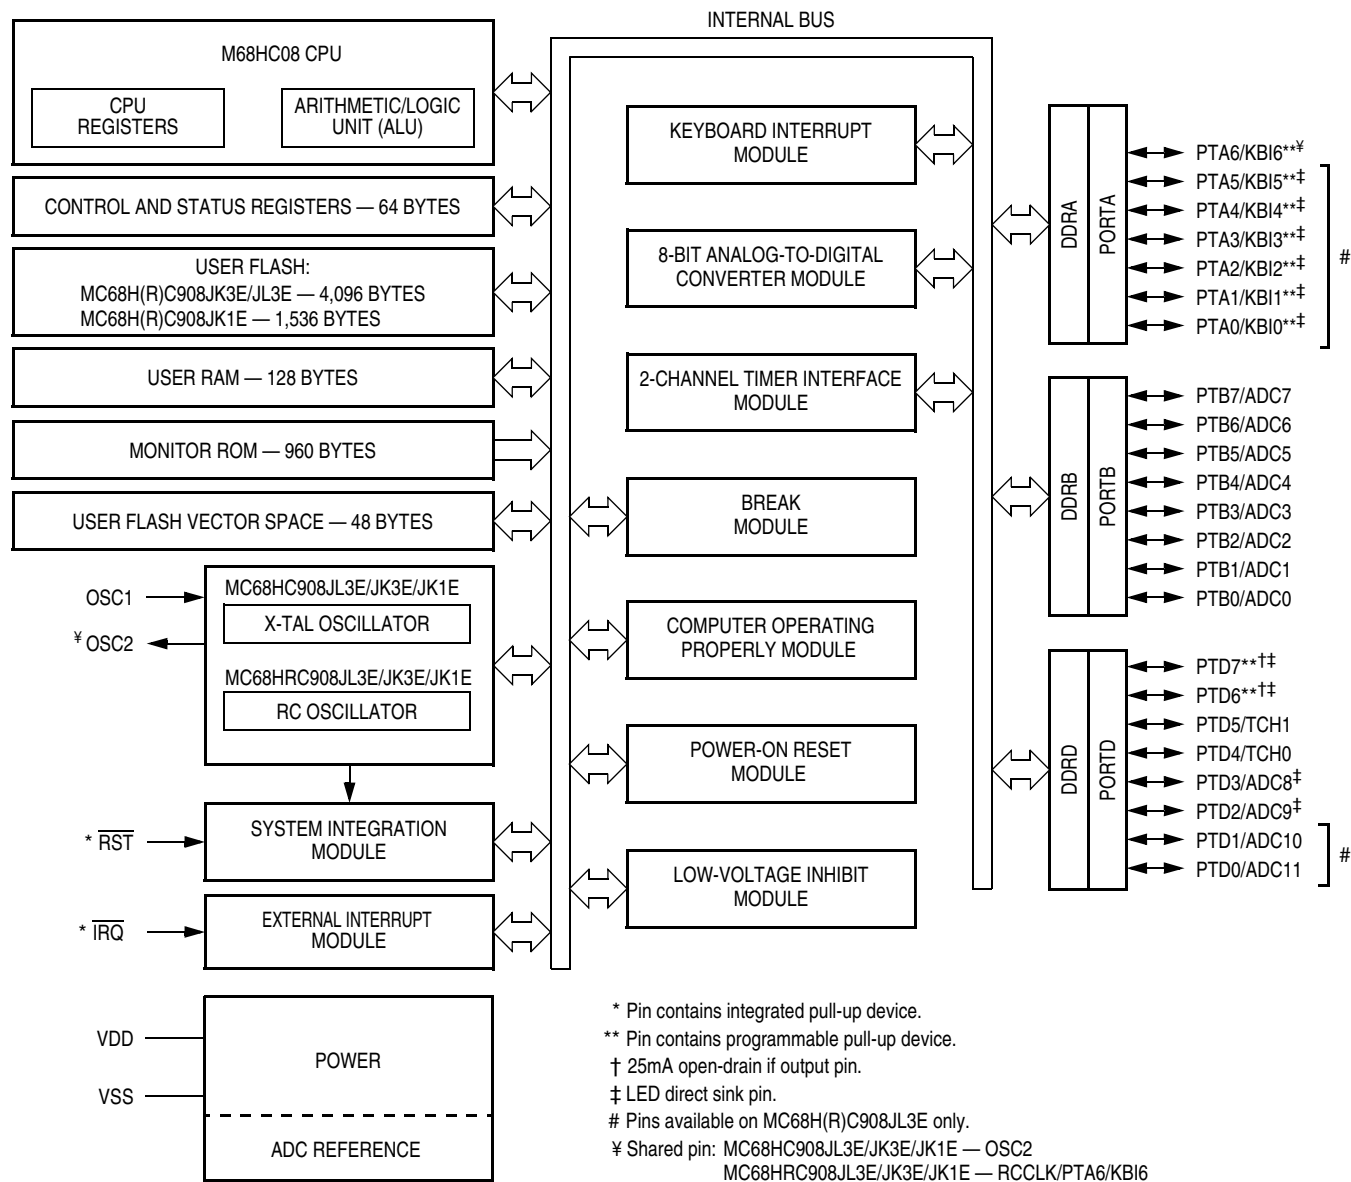 INTERNAL BUS
M68HC08 CPU
CPU
REGISTERS
ARITHMETIC/LOGIC
UNIT (ALU)
CONTROL AND STATUS REGISTERS — 64 BYTES
USER FLASH:
MC68H(R)C908JK3E/JL3E — 4,096 BYTES
MC68H(R)C908JK1E — 1,536 BYTES
USER RAM — 128 BYTES
MONITOR ROM — 960 BYTES
USER FLASH VECTOR SPACE — 48 BYTES
OSC1
¥ OSC2
MC68HC908JL3E/JK3E/JK1E
X-TAL OSCILLATOR
MC68HRC908JL3E/JK3E/JK1E
RC OSCILLATOR
* RST
SYSTEM INTEGRATION
MODULE
* IRQ
EXTERNAL INTERRUPT
MODULE
VDD
VSS
POWER
ADC REFERENCE
KEYBOARD INTERRUPT
MODULE
8-BIT ANALOG-TO-DIGITAL
CONVERTER MODULE
2-CHANNEL TIMER INTERFACE
MODULE
BREAK
MODULE
COMPUTER OPERATING
PROPERLY MODULE
POWER-ON RESET
MODULE
LOW-VOLTAGE INHIBIT
MODULE
DDRA
PORTA
PTA6/KBI6**¥
PTA5/KBI5**‡
PTA4/KBI4**‡
PTA3/KBI3**‡
PTA2/KBI2**‡
PTA1/KBI1**‡
PTA0/KBI0**‡
#
DDRB
PORTB
PTB7/ADC7
PTB6/ADC6
PTB5/ADC5
PTB4/ADC4
PTB3/ADC3
PTB2/ADC2
PTB1/ADC1
PTB0/ADC0
DDRD
PORTD
PTD7**†‡
PTD6**†‡
PTD5/TCH1
PTD4/TCH0
PTD3/ADC8‡
PTD2/ADC9‡
PTD1/ADC10
PTD0/ADC11
#
* Pin contains integrated pull-up device.
** Pin contains programmable pull-up device.
† 25mA open-drain if output pin.
‡ LED direct sink pin.
# Pins available on MC68H(R)C908JL3E only.
¥ Shared pin: MC68HC908JL3E/JK3E/JK1E — OSC2
MC68HRC908JL3E/JK3E/JK1E — RCCLK/PTA6/KBI6